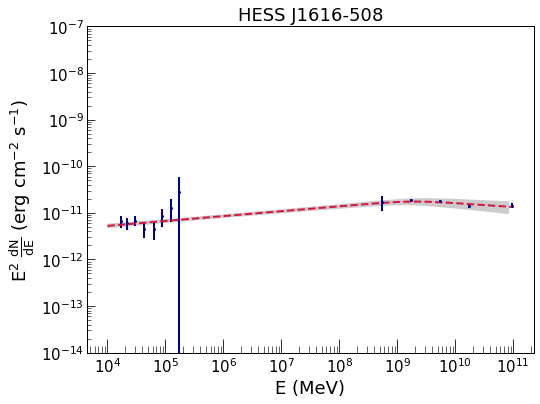 HESS J1616-508
10⁻⁷
10⁻⁸
10⁻⁹
10⁻¹⁰
10⁻¹¹
10⁻¹²
10⁻¹³
10⁻¹⁴
E² dN/dE (erg cm⁻² s⁻¹)
10⁴ 10⁵ 10⁶ 10⁷ 10⁸ 10⁹ 10¹⁰ 10¹¹
E (MeV)